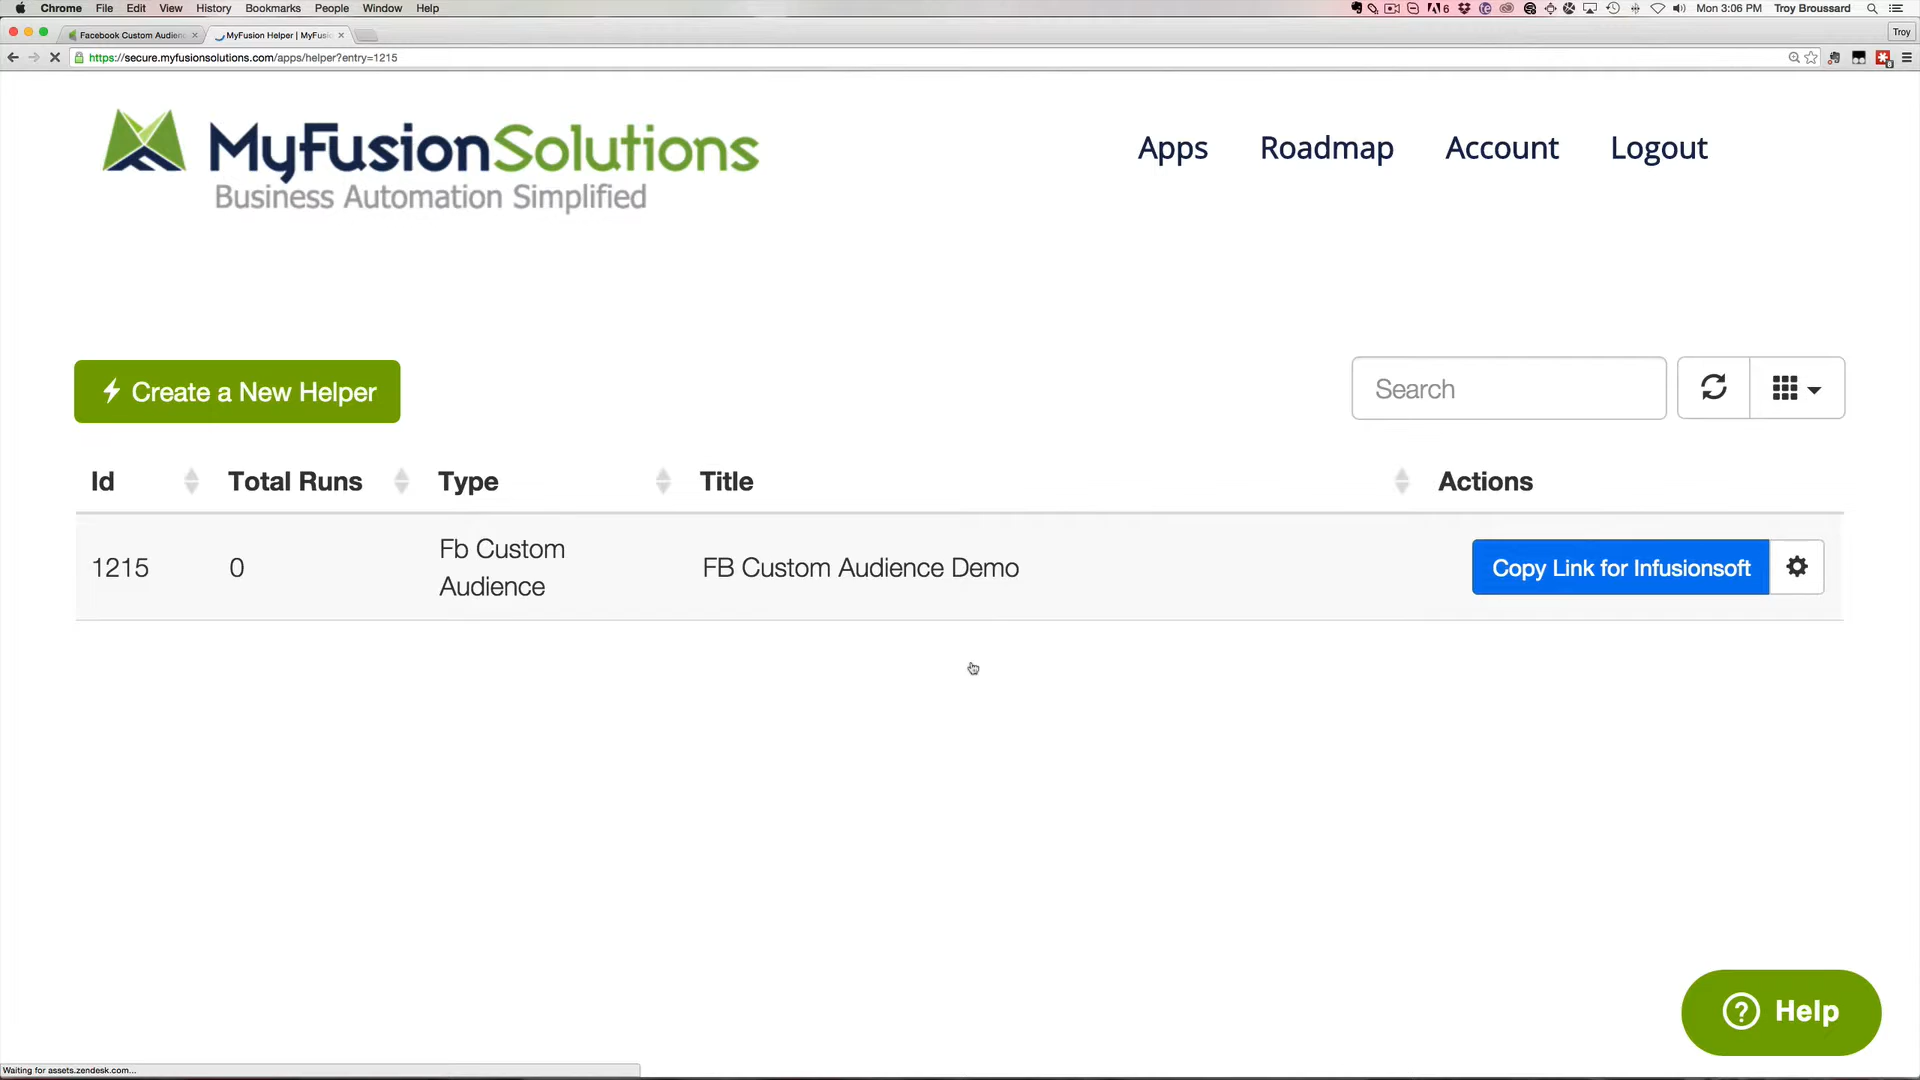 Chrome File Edit View History Bookmarks People Window Help 6 Mon 3:06 PM Troy Broussard
Facebook Custom Audien MyFusion Helper | MyFusi Troy
https://secure.myfusionsolutions.com/apps/helper?entry=1215
MyFusionSolutions
Business Automation Simplified
Apps Roadmap Account Logout
Create a New Helper Search
Id Total Runs Type Title Actions
1215 0 Fb Custom Audience Demo FB Custom Audience Demo Copy Link for Infusionsoft
Help
Waiting for assets.zendesk.com...